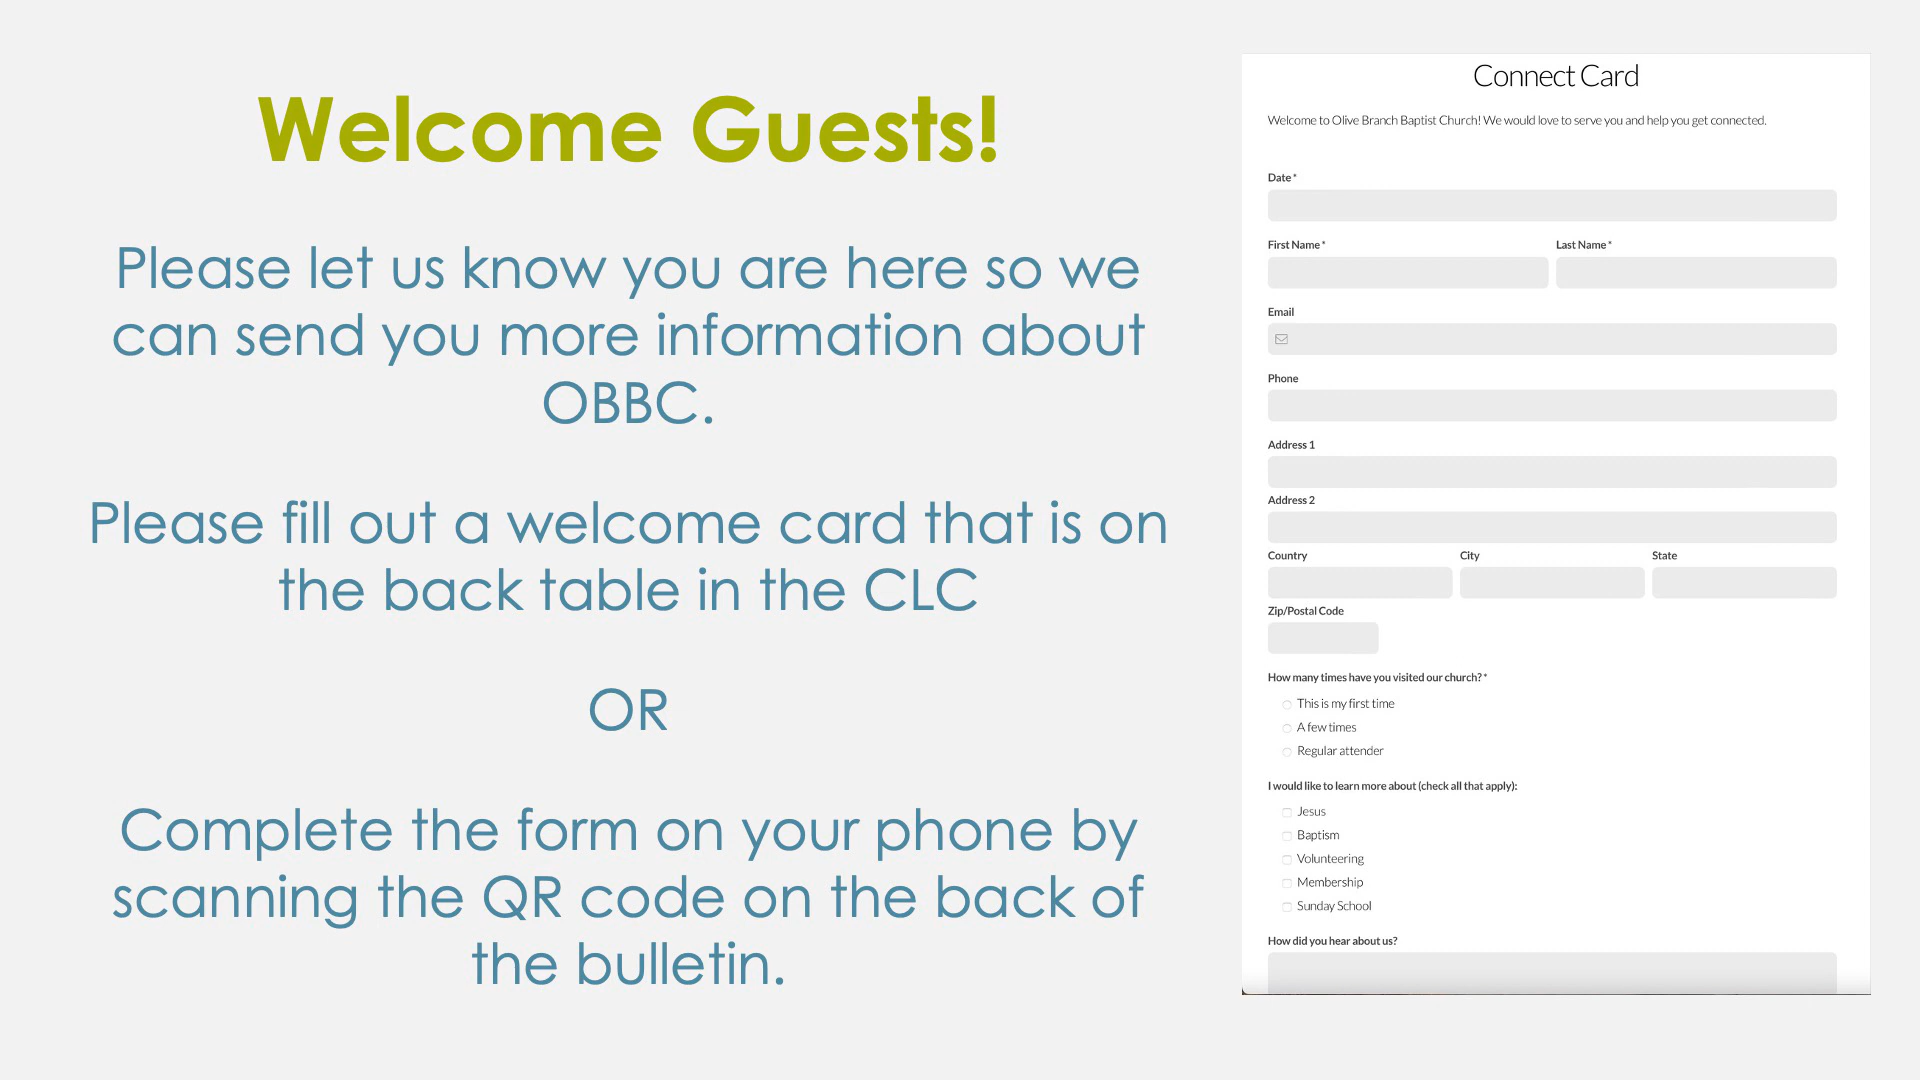 Welcome Guests!
Please let us know you are here so we
can send you more information about
OBBC.
Please fill out a welcome card that is on
the back table in the CLC
OR
Complete the form on your phone by
scanning the QR code on the back of
the bulletin.
Connect Card
Welcome to Olive Branch Baptist Church! We would love to serve you and help you get connected.
Date *
First Name * Last Name *
Email
Phone
Address 1
Address 2
Country City State
Zip/Postal Code
How many times have you visited our church? *
This is my first time
A few times
Regular attender
I would like to learn more about (check all that apply):
Jesus
Baptism
Volunteering
Membership
Sunday School
How did you hear about us?